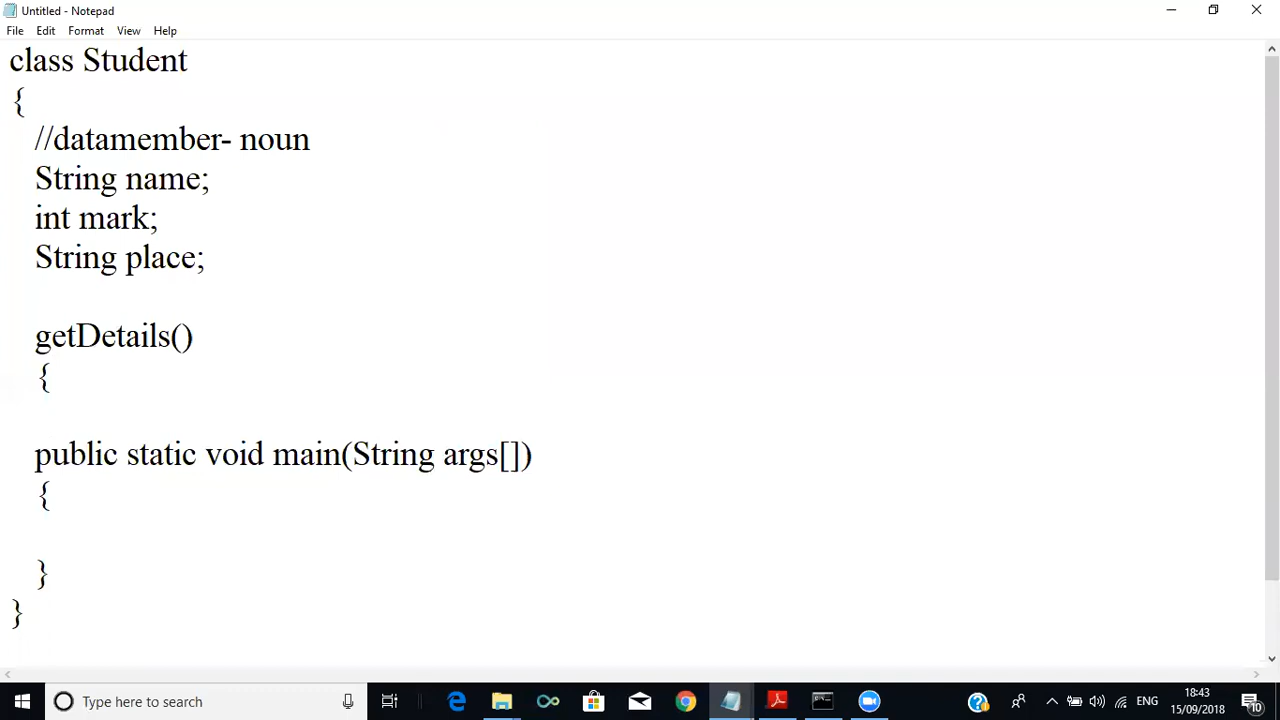 Untitled - Notepad
File Edit Format View Help
class Student
{
//datamember- noun
String name;
int mark;
String place;
getDetails()
{
public static void main(String args[])
{
}
}
Type here to search
ENG
18:43
15/09/2018
10